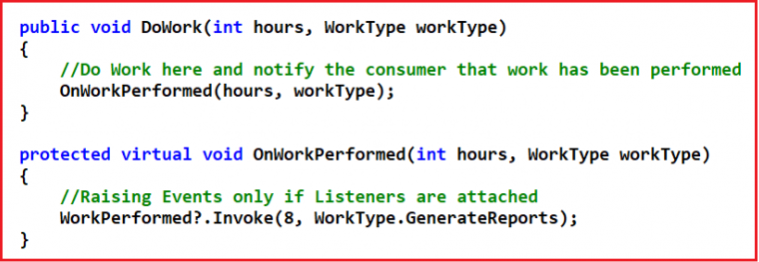 public void DoWork(int hours, WorkType workType)
{
    //Do Work here and notify the consumer that work has been performed
    OnWorkPerformed(hours, workType);
}

protected virtual void OnWorkPerformed(int hours, WorkType workType)
{
    //Raising Events only if Listeners are attached
    WorkPerformed?.Invoke(8, WorkType.GenerateReports);
}